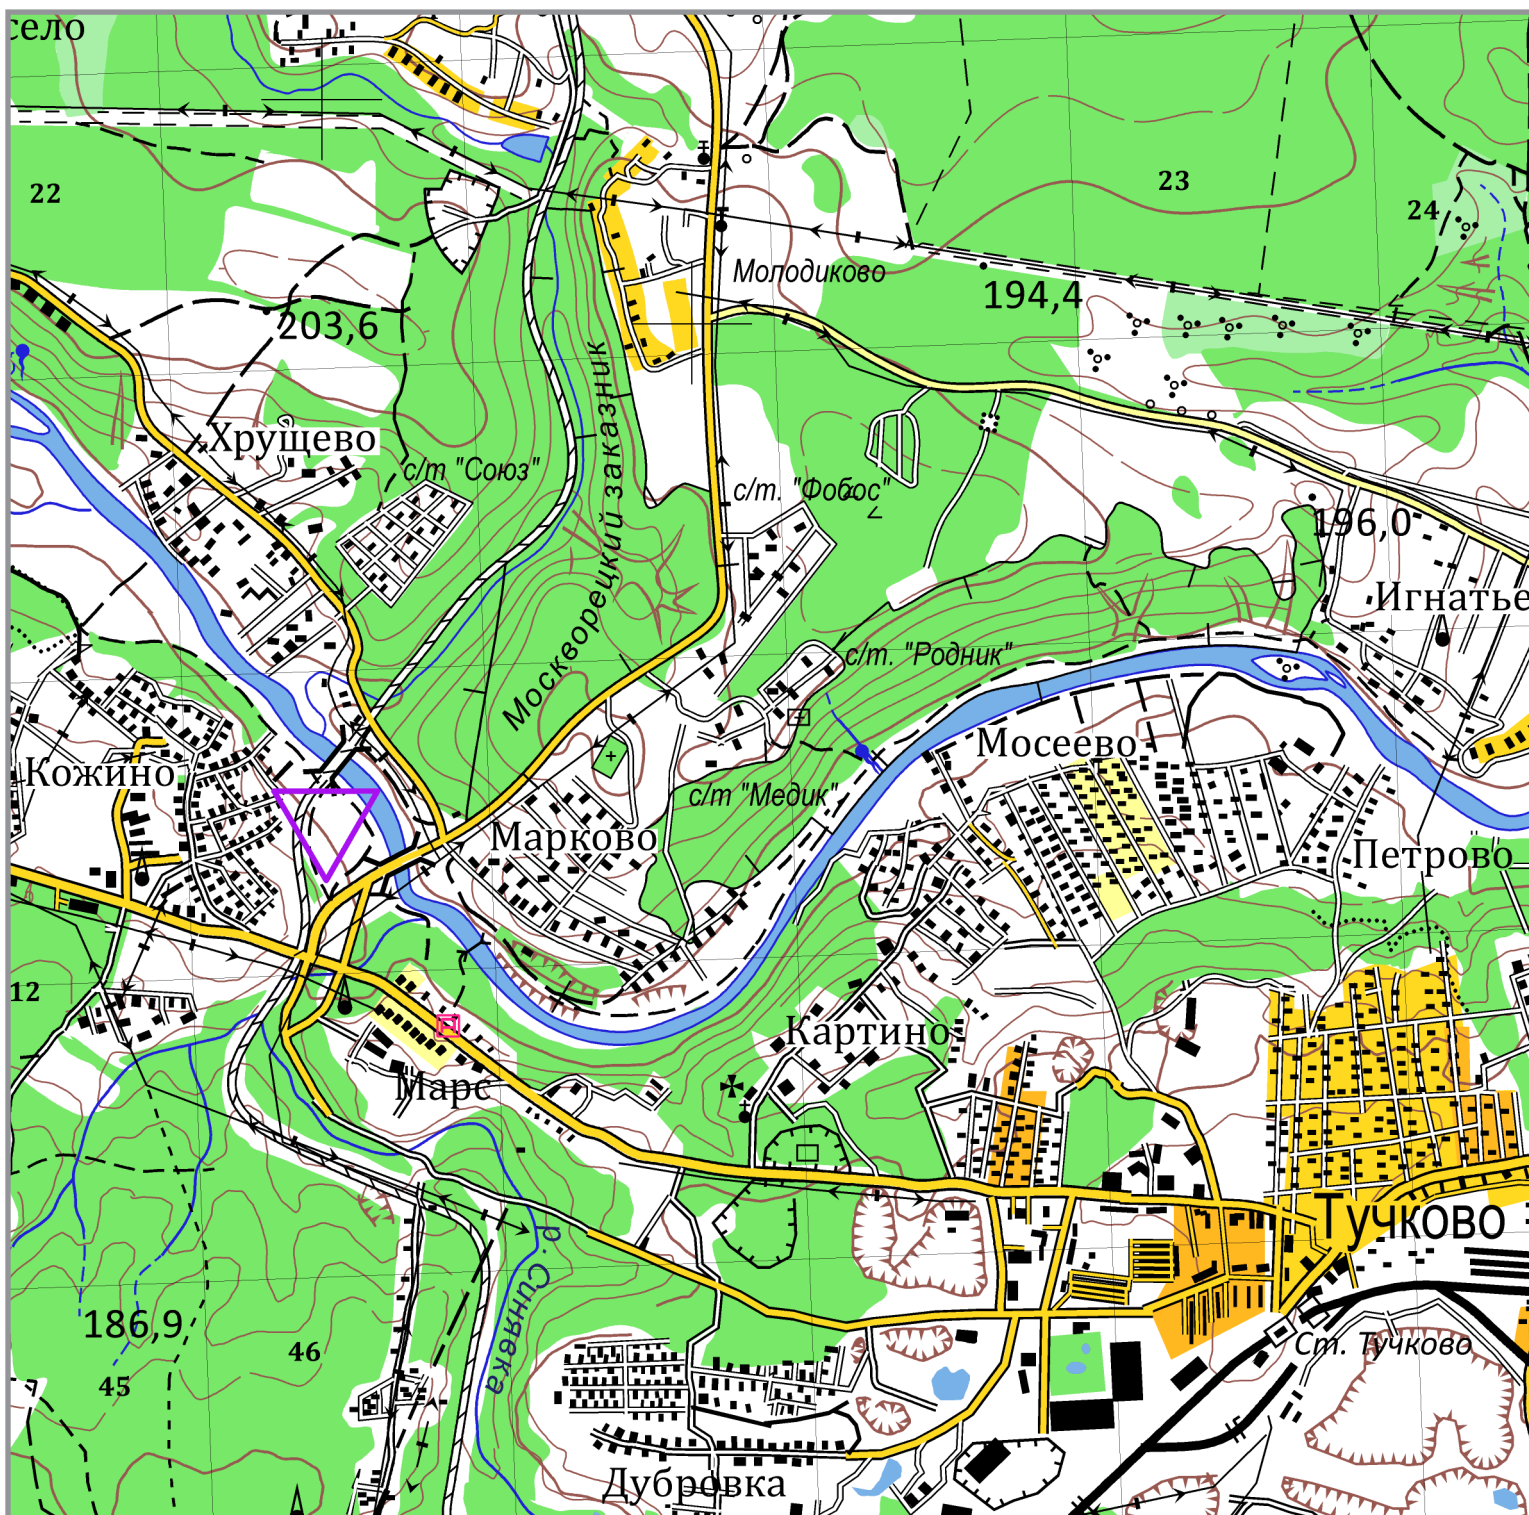 село
22
23
24
Молодиково
194,4
203,6
Хрущево
с/т "Союз"
с/т. "Фобос"
Москворецкий заказник
196,0
Игнатье
с/т. "Родник"
Кожино
Мосеево
с/т "Медик"
Марково
Петрово
12
Картино
Марс
Тучково
р. Синявка
186,9
46
45
Ст. Тучково
Дубровка